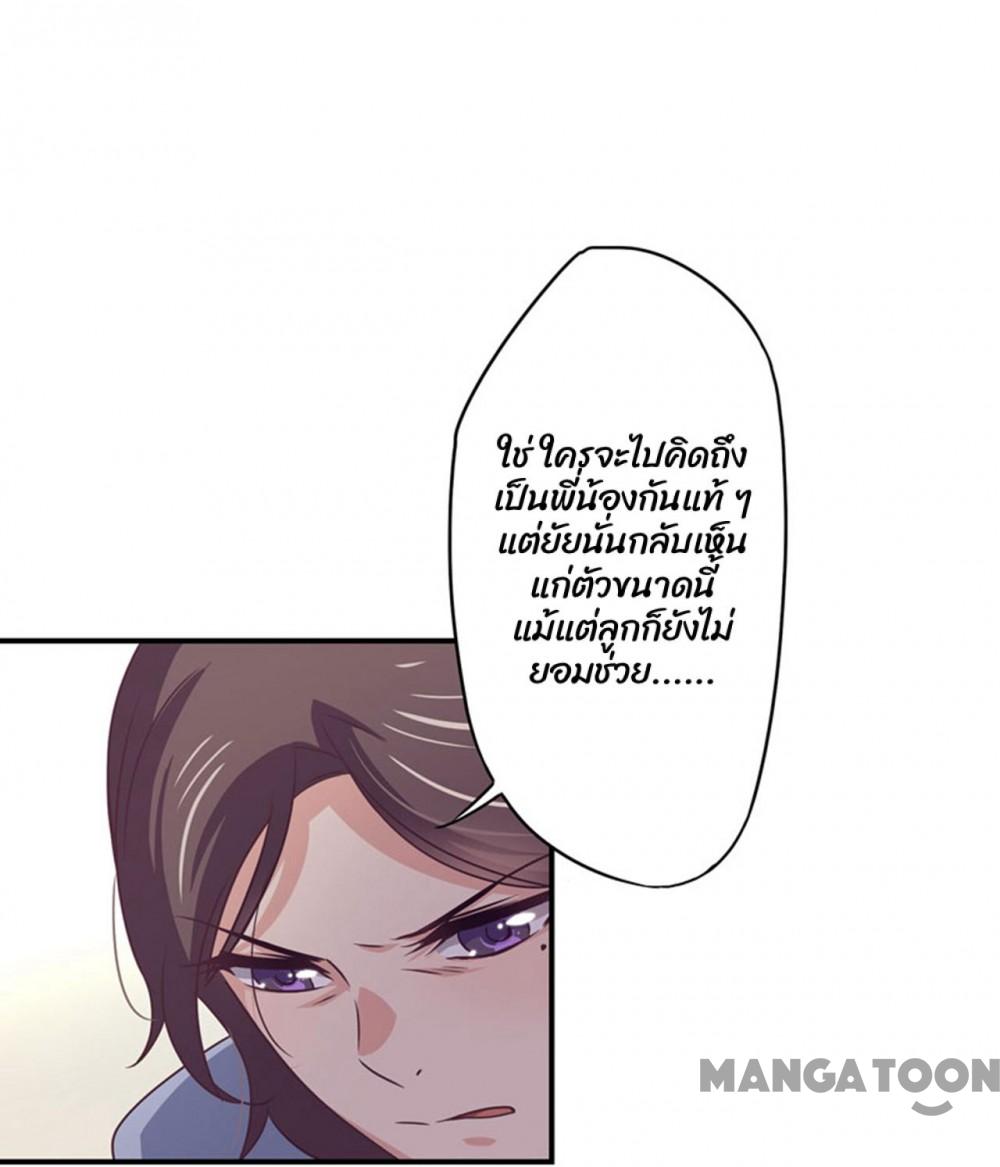 ใช่ ใครจะไปคิดถึง
เป็นพี่น้องกันแท้ ๆ
แต่ยัยนั่นกลับเห็น
แก่ตัวขนาดนี้
แม้แต่ลูกก็ยังไม่
ยอมช่วย......
MANGATOON